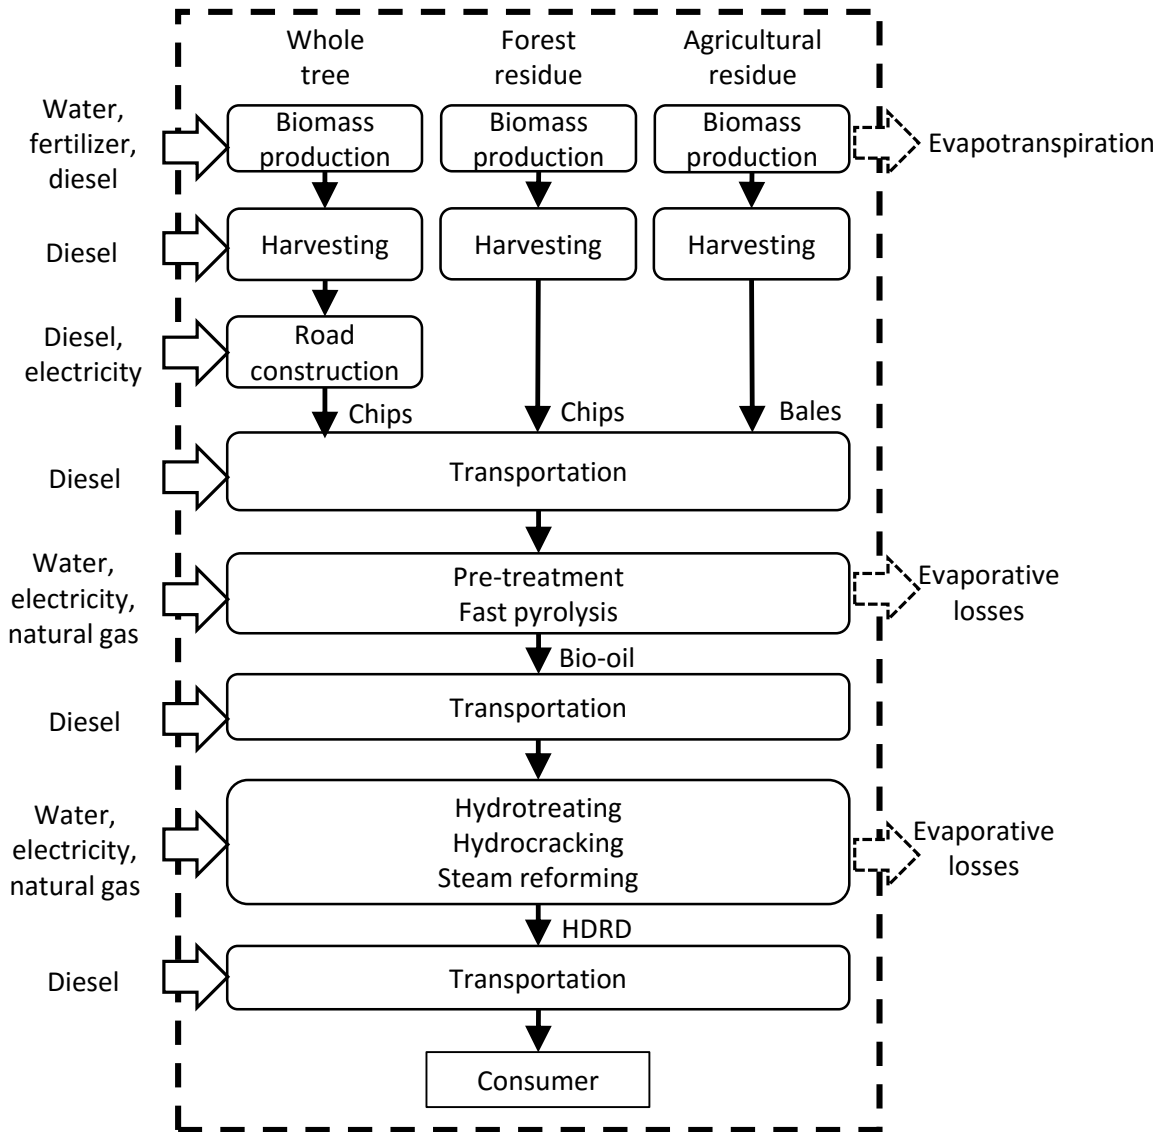 Whole
tree
Forest
residue
Agricultural
residue
Water,
fertilizer,
diesel
Biomass
production
Biomass
production
Biomass
production
Evapotranspiration
Diesel
Harvesting
Harvesting
Harvesting
Diesel,
electricity
Road
construction
Chips
Chips
Bales
Diesel
Transportation
Water,
electricity,
natural gas
Pre-treatment
Fast pyrolysis
Evaporative
losses
Bio-oil
Diesel
Transportation
Water,
electricity,
natural gas
Hydrotreating
Hydrocracking
Steam reforming
Evaporative
losses
HDRD
Diesel
Transportation
Consumer